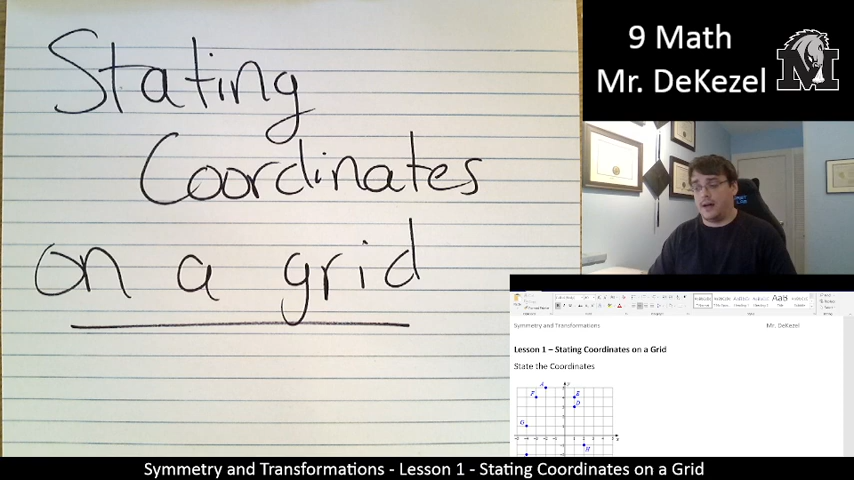 Stating
Coordinates
on a grid
9 Math
Mr. DeKezel
M
Symmetry and Transformations
Mr. DeKezel
Lesson 1 – Stating Coordinates on a Grid
State the Coordinates
A
F
E
D
G
H
y
x
Symmetry and Transformations - Lesson 1 - Stating Coordinates on a Grid